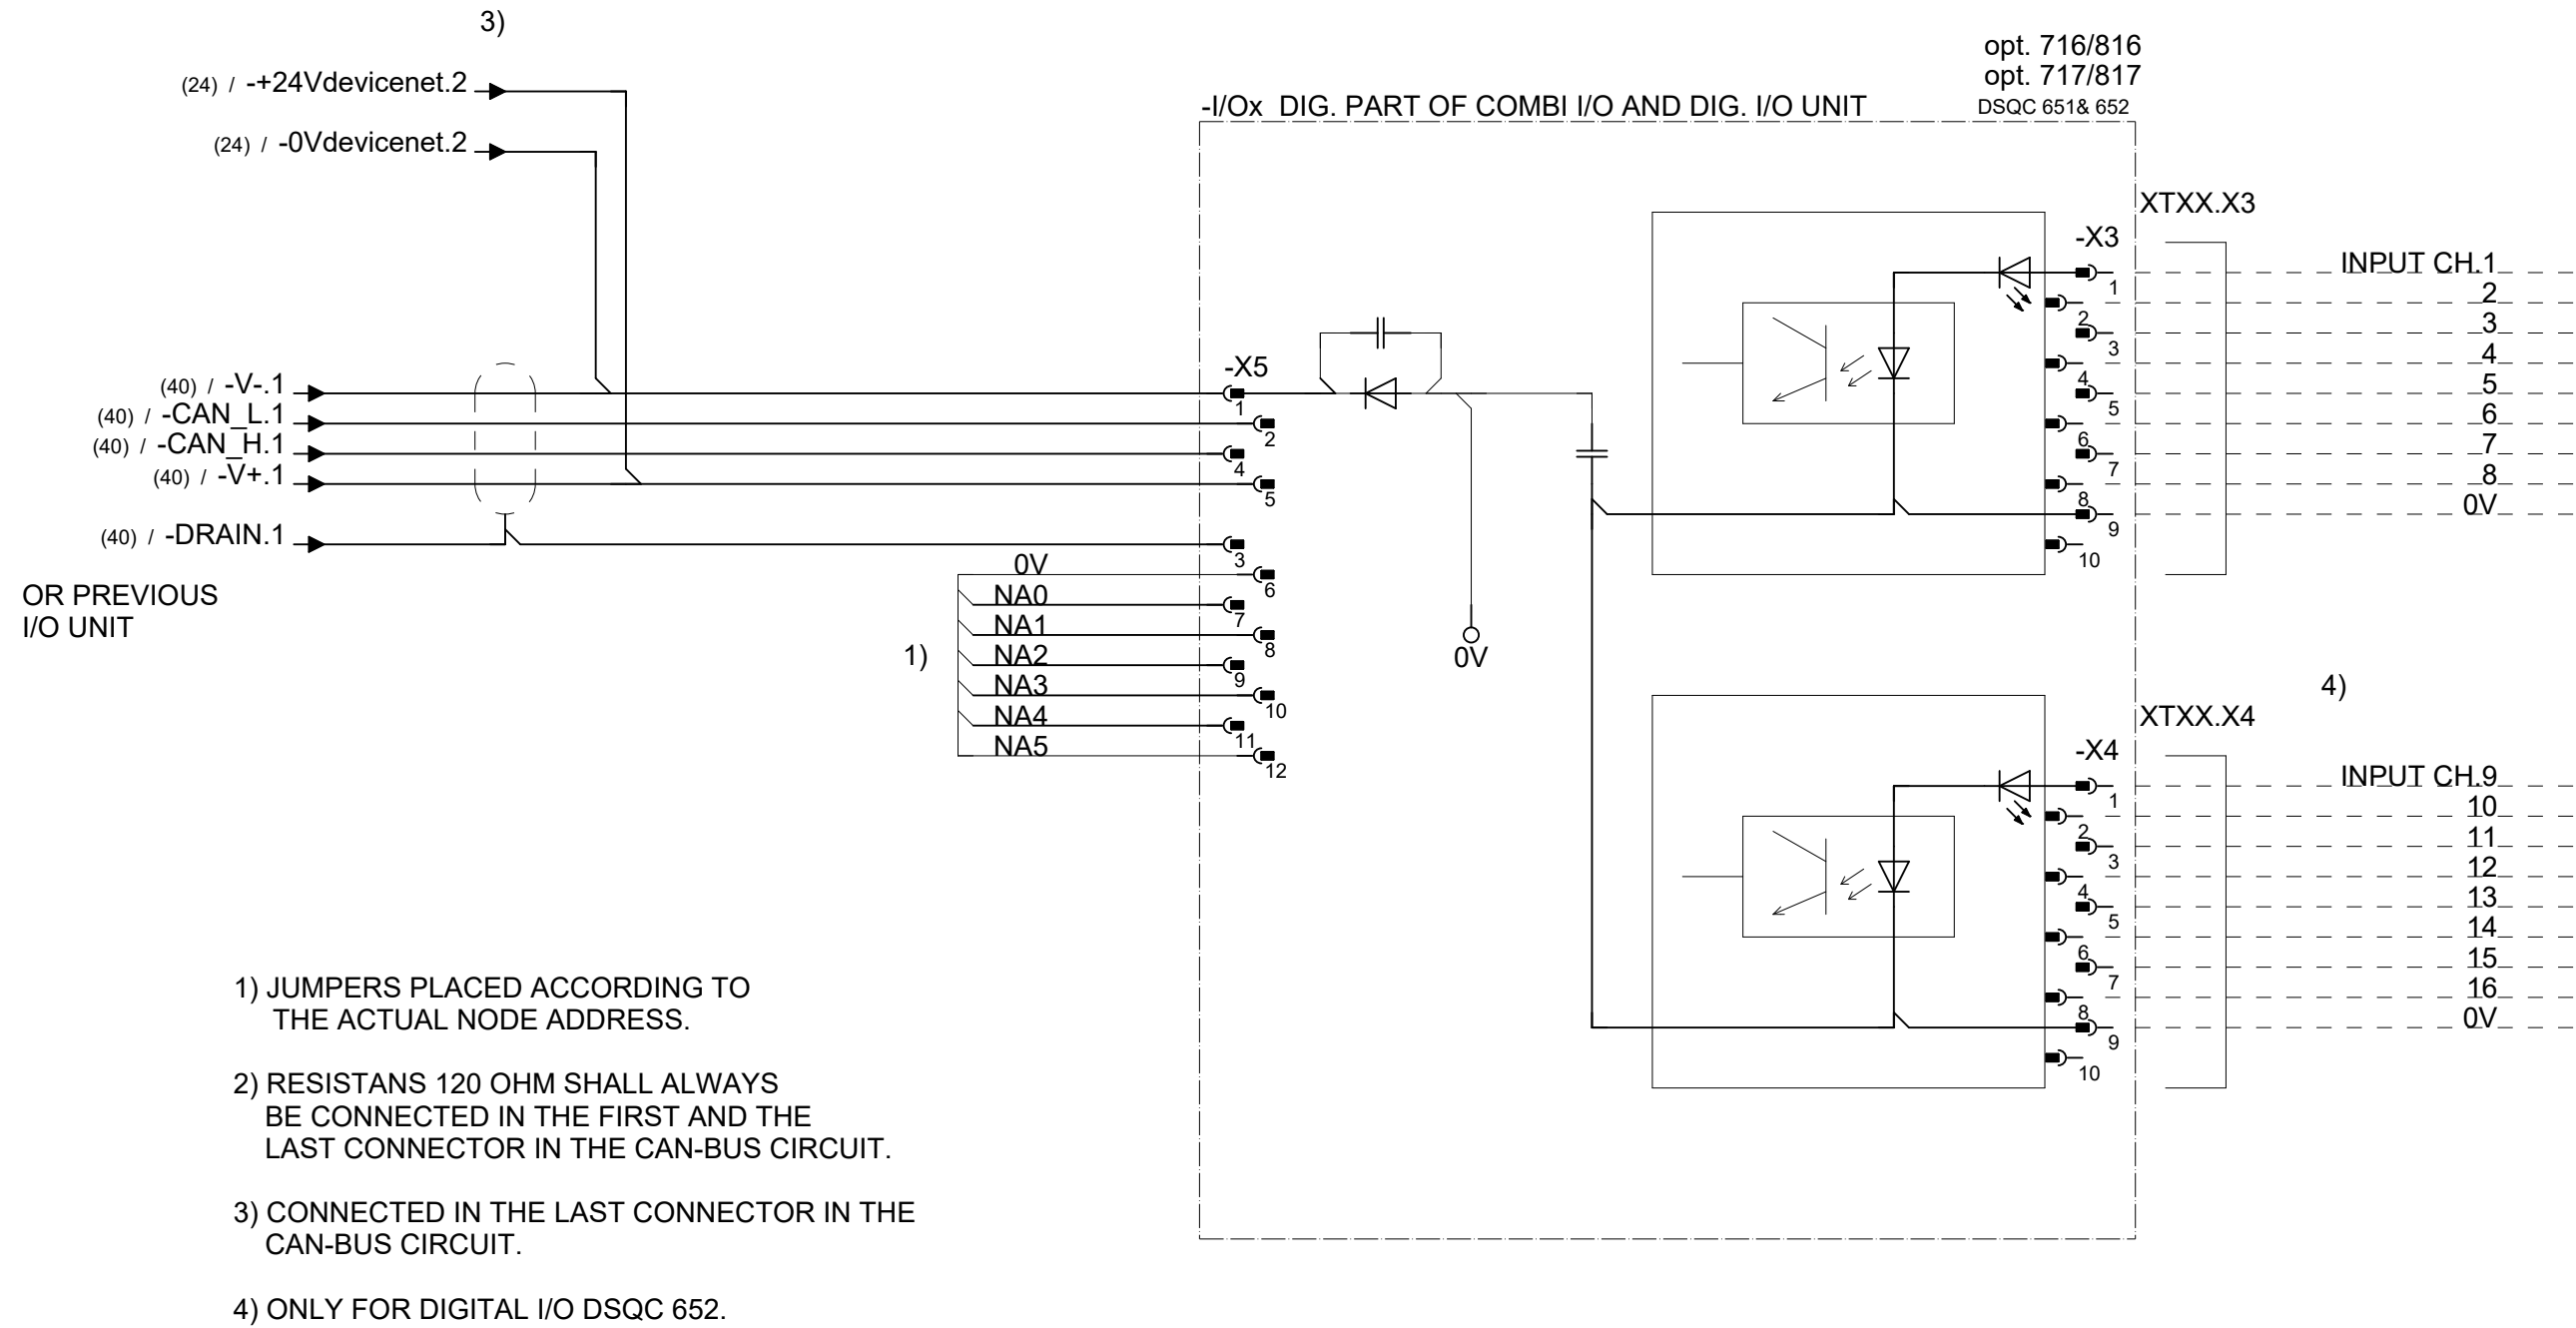 3)
opt. 716/816
opt. 717/817
DSQC 651& 652
(24) / -+24Vdevicenet.2
(24) / -0Vdevicenet.2
-I/Ox DIG. PART OF COMBI I/O AND DIG. I/O UNIT
XTXX.X3
-X3
INPUT CH.1
2
3
4
5
6
7
8
0V
1
2
3
4
5
6
7
8
9
10
-X5
(40) / -V-.1
(40) / -CAN_L.1
(40) / -CAN_H.1
(40) / -V+.1
(40) / -DRAIN.1
1
2
4
5
3
6
7
8
9
10
11
12
OR PREVIOUS
I/O UNIT
0V
NA0
NA1
NA2
NA3
NA4
NA5
1)
0V
4)
XTXX.X4
-X4
INPUT CH.9
10
11
12
13
14
15
16
0V
1
2
3
4
5
6
7
8
9
10
1) JUMPERS PLACED ACCORDING TO
THE ACTUAL NODE ADDRESS.
2) RESISTANS 120 OHM SHALL ALWAYS
BE CONNECTED IN THE FIRST AND THE
LAST CONNECTOR IN THE CAN-BUS CIRCUIT.
3) CONNECTED IN THE LAST CONNECTOR IN THE
CAN-BUS CIRCUIT.
4) ONLY FOR DIGITAL I/O DSQC 652.